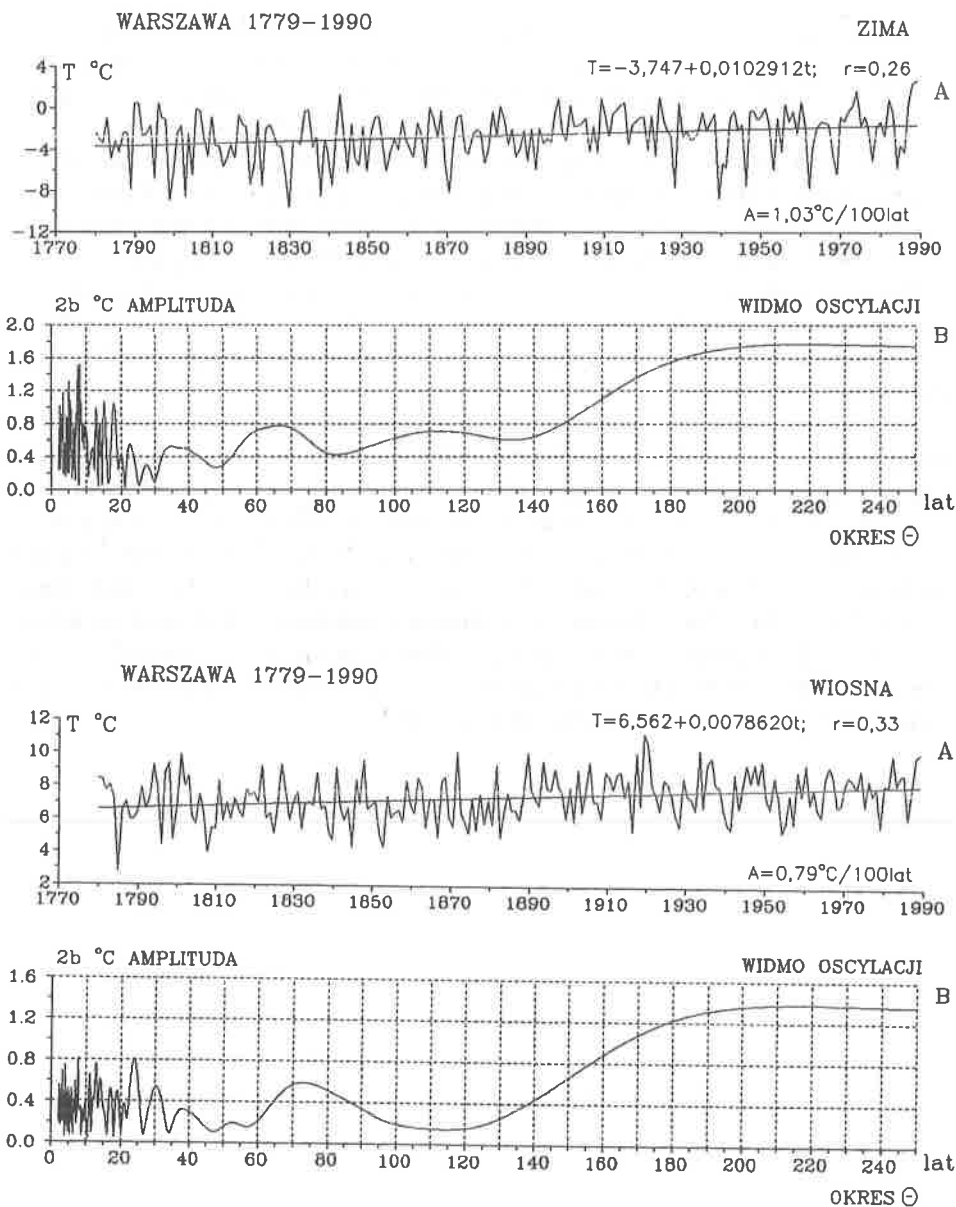 WARSZAWA 1779-1990
ZIMA
T °C
T=-3,747+0,0102912t; r=0,26
A
4
0
-4
-8
-12
A=1,03°C/100lat
1770 1790 1810 1830 1850 1870 1890 1910 1930 1950 1970 1990
2b °C AMPLITUDA
WIDMO OSCYLACJI
B
2.0
1.6
1.2
0.8
0.4
0.0
0 20 40 60 80 100 120 140 160 180 200 220 240 lat
OKRES Θ
WARSZAWA 1779-1990
WIOSNA
T °C
T=6,562+0,0078620t; r=0,33
A
12
10
8
6
4
2
A=0,79°C/100lat
1770 1790 1810 1830 1850 1870 1890 1910 1930 1950 1970 1990
2b °C AMPLITUDA
WIDMO OSCYLACJI
B
1.6
1.2
0.8
0.4
0.0
0 20 40 60 80 100 120 140 160 180 200 220 240 lat
OKRES Θ